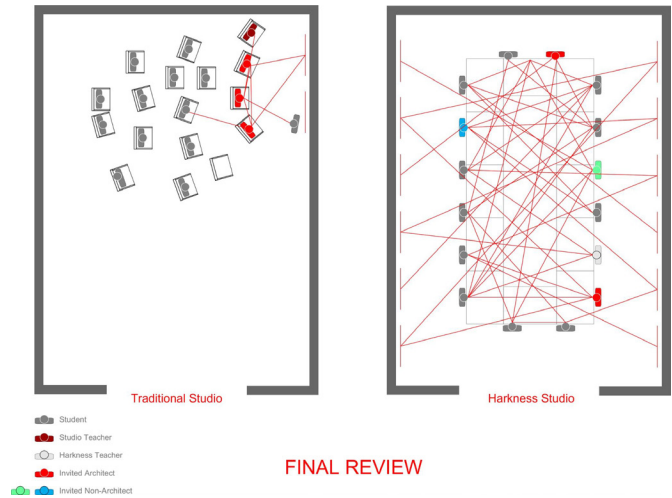 Traditional Studio
Harkness Studio
Student
Studio Teacher
Harkness Teacher
Invited Architect
Invited Non-Architect
FINAL REVIEW